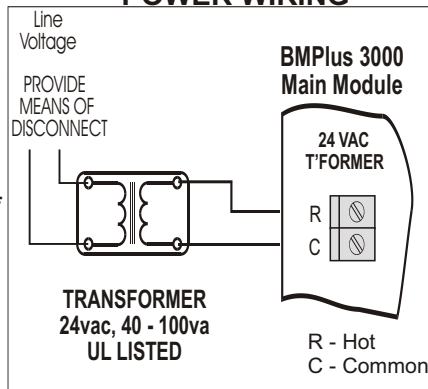 POWER WIRING
Line
Voltage
PROVIDE
MEANS OF
DISCONNECT
BMPlus 3000
Main Module
24 VAC
T'FORMER
R
C
TRANSFORMER
24vac, 40 - 100va
UL LISTED
R - Hot
C - Common